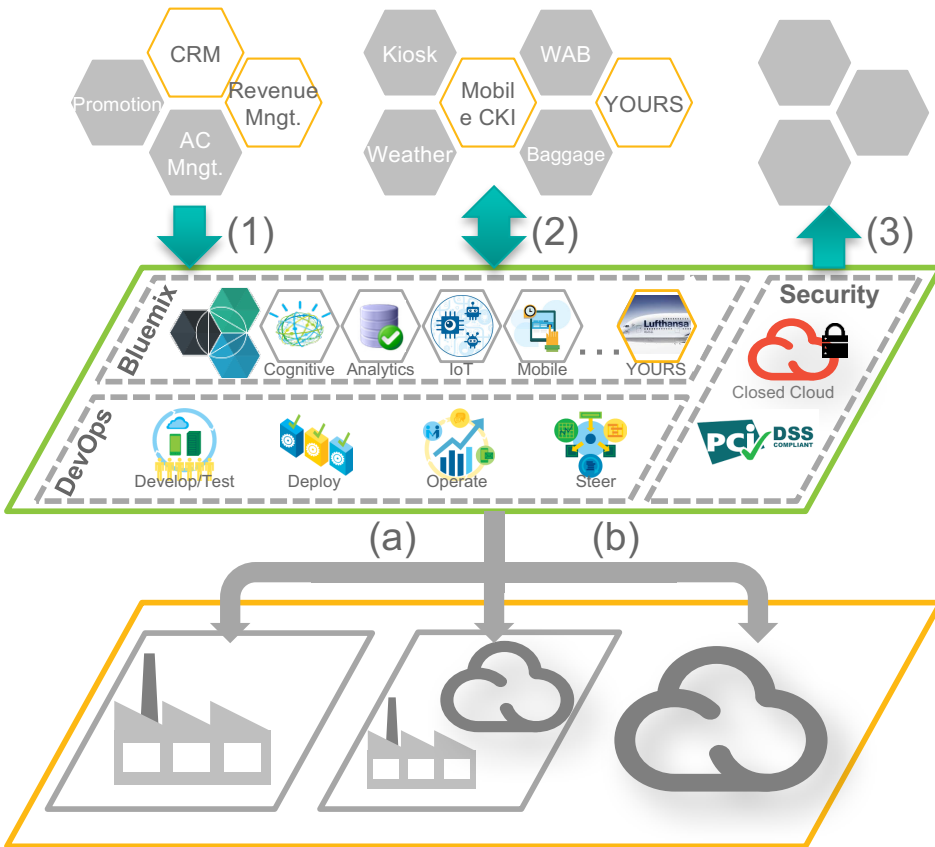 CRM
Promotion
Revenue
Mngt.
AC
Mngt.
Kiosk
WAB
Mobil
e CKI
YOURS
Weather
Baggage
(1)
(2)
(3)
Bluemix
Cognitive
Analytics
IoT
Mobile
....
Lufthansa
YOURS
Security
Closed Cloud
PCi DSS
COMPLIANT
DevOps
Develop/Test
Deploy
Operate
Steer
(a)
(b)